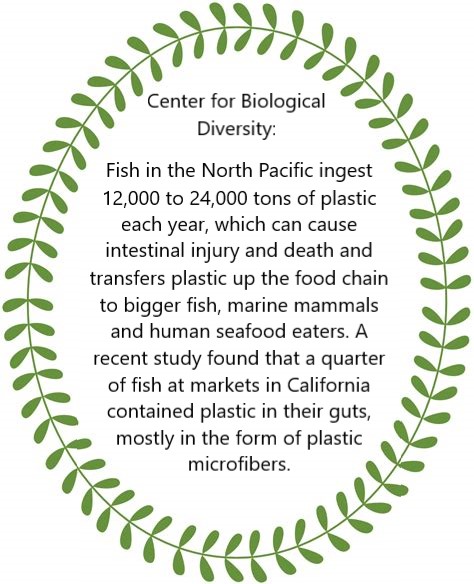 Center for Biological
Diversity:
Fish in the North Pacific ingest
12,000 to 24,000 tons of plastic
each year, which can cause
intestinal injury and death and
transfers plastic up the food chain
to bigger fish, marine mammals
and human seafood eaters. A
recent study found that a quarter
of fish at markets in California
contained plastic in their guts,
mostly in the form of plastic
microfibers.